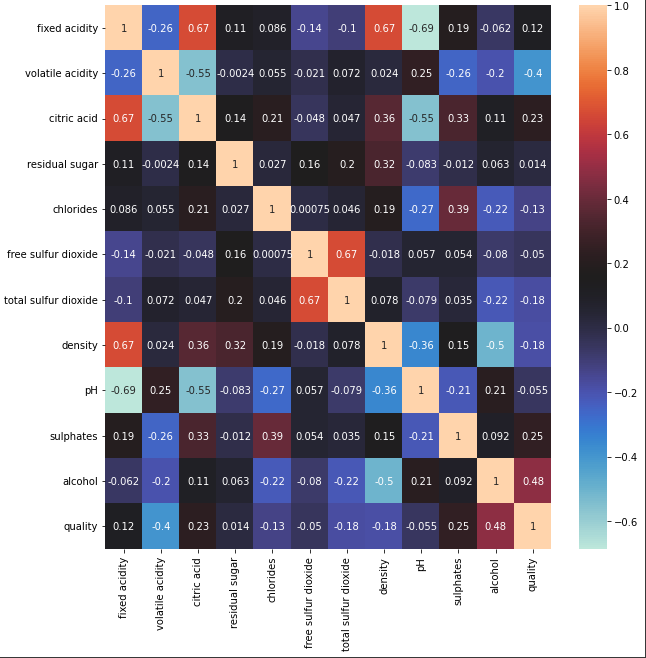 fixed acidity 1 -0.26 0.67 0.11 0.086 -0.14 -0.1 0.67 -0.69 0.19 -0.062 0.12
volatile acidity -0.26 1 -0.55 -0.0024 0.055 -0.021 0.072 0.024 0.25 -0.26 -0.2 -0.4
citric acid 0.67 -0.55 1 0.14 0.21 -0.048 0.047 0.36 -0.55 0.33 0.11 0.23
residual sugar 0.11 -0.0024 0.14 1 0.027 0.16 0.2 0.32 -0.083 -0.012 0.063 0.014
chlorides 0.086 0.055 0.21 0.027 1 0.00075 0.046 0.19 -0.27 0.39 -0.22 -0.13
free sulfur dioxide -0.14 -0.021 -0.048 0.16 0.00075 1 0.67 -0.018 0.057 0.054 -0.08 -0.05
total sulfur dioxide -0.1 0.072 0.047 0.2 0.046 0.67 1 0.078 -0.079 0.035 -0.22 -0.18
density 0.67 0.024 0.36 0.32 0.19 -0.018 0.078 1 -0.36 0.15 -0.5 -0.18
pH -0.69 0.25 -0.55 -0.083 -0.27 0.057 -0.079 -0.36 1 -0.21 0.21 -0.055
sulphates 0.19 -0.26 0.33 -0.012 0.39 0.054 0.035 0.15 -0.21 1 0.092 0.25
alcohol -0.062 -0.2 0.11 0.063 -0.22 -0.08 -0.22 -0.5 0.21 0.092 1 0.48
quality 0.12 -0.4 0.23 0.014 -0.13 -0.05 -0.18 -0.18 -0.055 0.25 0.48 1
fixed acidity
volatile acidity
citric acid
residual sugar
chlorides
free sulfur dioxide
total sulfur dioxide
density
pH
sulphates
alcohol
quality
1.0
0.8
0.6
0.4
0.2
0.0
−0.2
−0.4
−0.6